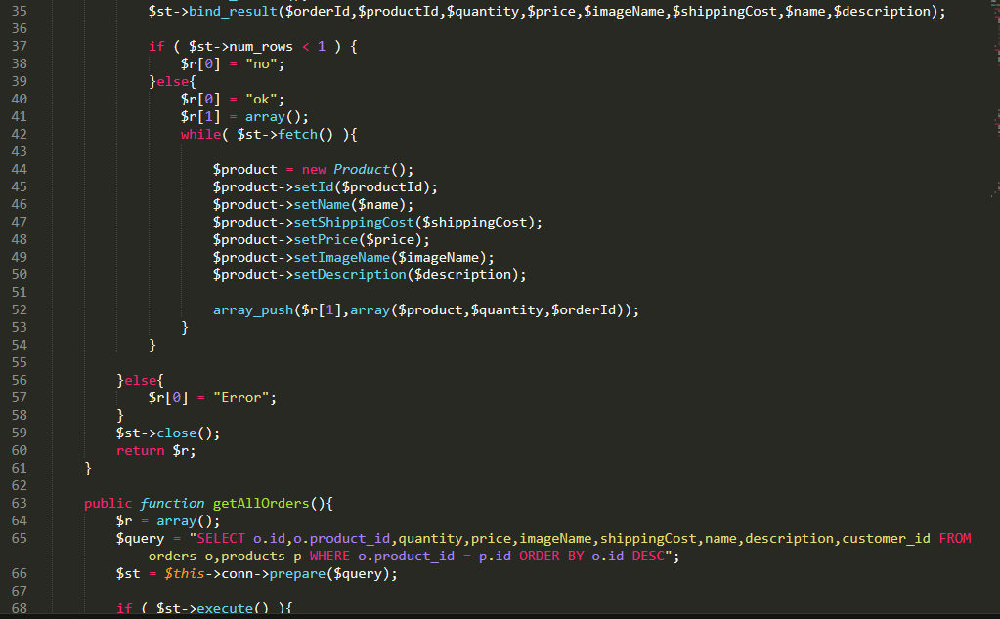 35 $st->bind_result($orderId,$productId,$quantity,$price,$imageName,$shippingCost,$name,$description);
36
37 if ( $st->num_rows < 1 ) {
38 $r[0] = "no";
39 }else{
40 $r[0] = "ok";
41 $r[1] = array();
42 while( $st->fetch() ){
43
44 $product = new Product();
45 $product->setId($productId);
46 $product->setName($name);
47 $product->setShippingCost($shippingCost);
48 $product->setPrice($price);
49 $product->setImageName($imageName);
50 $product->setDescription($description);
51
52 array_push($r[1],array($product,$quantity,$orderId));
53 }
54 }
55
56 }else{
57 $r[0] = "Error";
58 }
59 $st->close();
60 return $r;
61 }
62
63 public function getAllOrders(){
64 $r = array();
65 $query = "SELECT o.id,o.product_id,quantity,price,imageName,shippingCost,name,description,customer_id FROM
orders o,products p WHERE o.product_id = p.id ORDER BY o.id DESC";
66 $st = $this->conn->prepare($query);
67
68 if ( $st->execute() ){